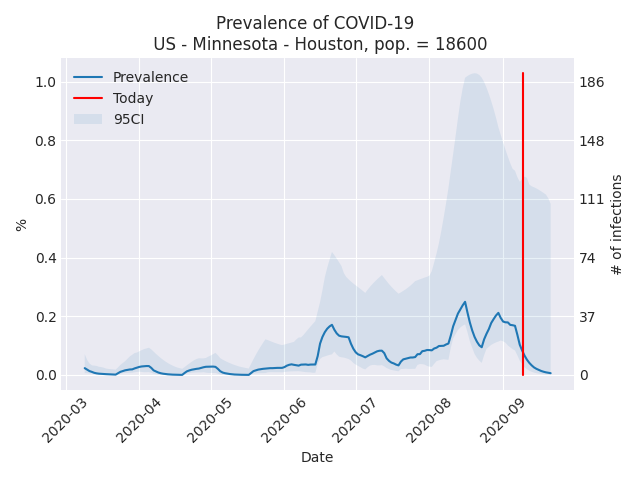 Prevalence of COVID-19
US - Minnesota - Houston, pop. = 18600
Prevalence
Today
95CI
1.0
0.8
0.6
0.4
0.2
0.0
%
186
148
111
74
37
0
# of infections
2020-03
2020-04
2020-05
2020-06
2020-07
2020-08
2020-09
Date